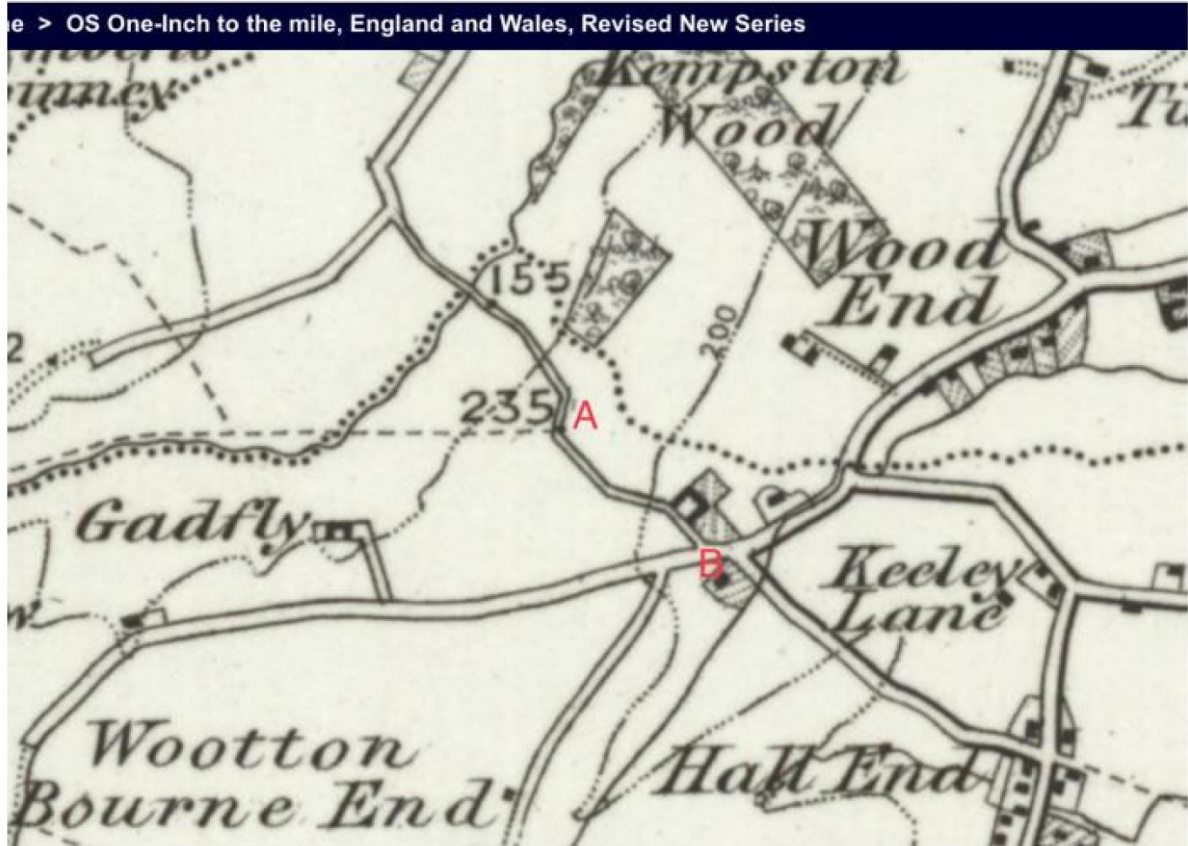 > OS One-Inch to the mile, England and Wales, Revised New Series
Kempston
Wood
Wood
End
155
200
235
A
Gadfly
B
Keeley
Lane
Wootton
Bourne End
Hall End